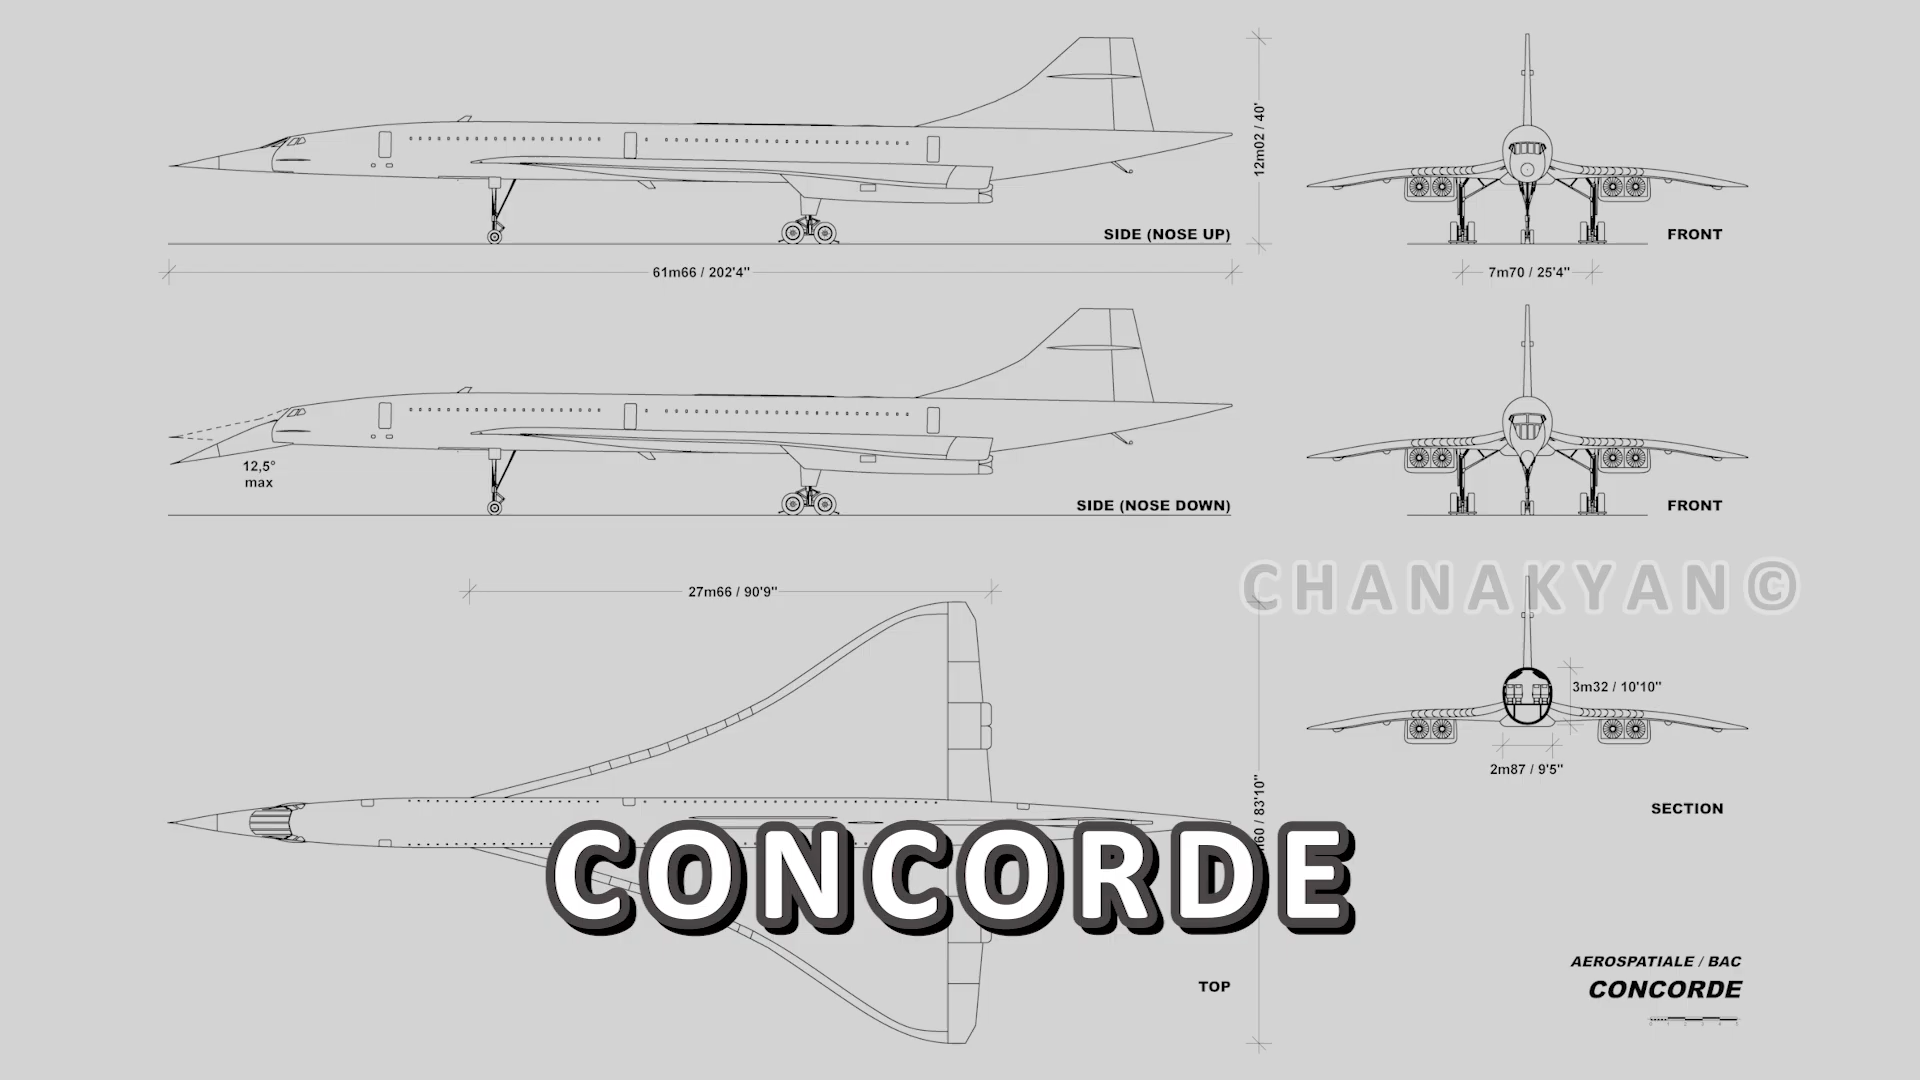 12m02 / 40'
SIDE (NOSE UP)
FRONT
61m66 / 202'4"
7m70 / 25'4"
12,5°
max
SIDE (NOSE DOWN)
FRONT
CHANAKYAN©
27m66 / 90'9"
3m32 / 10'10"
2m87 / 9'5"
/ 83'10"
SECTION
CONCORDE
TOP
AEROSPATIALE / BAC
CONCORDE